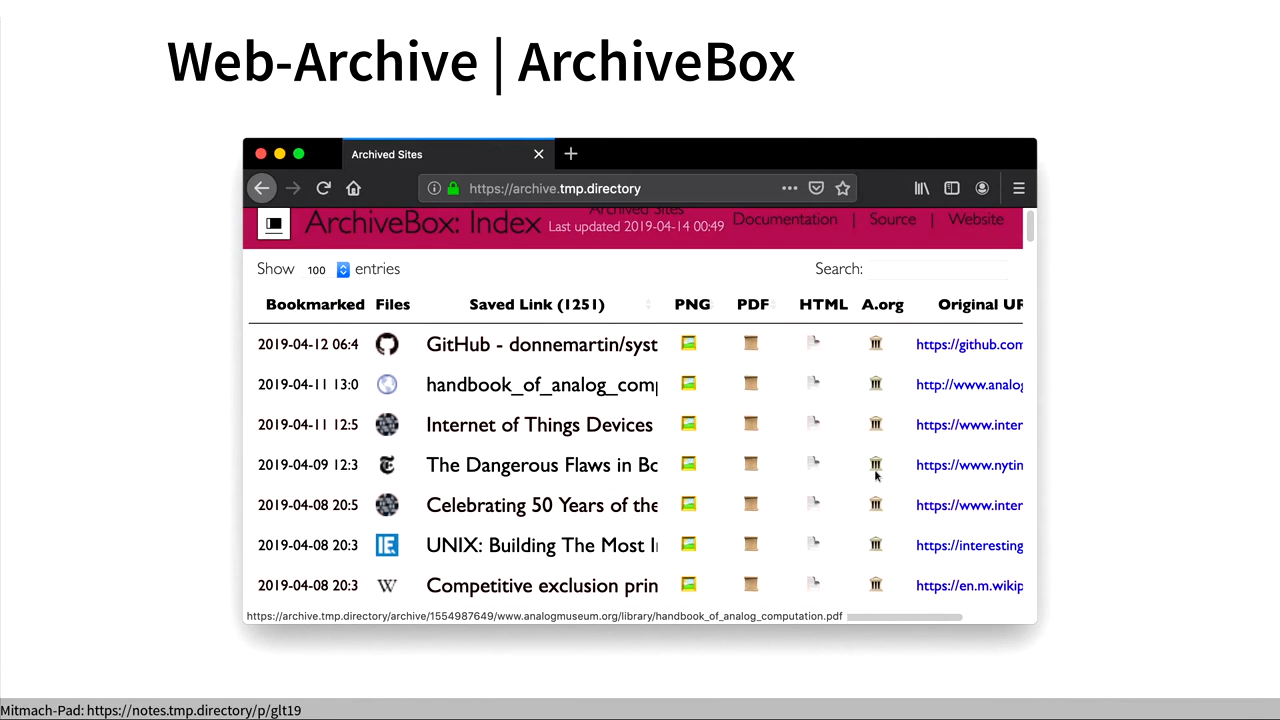 Web-Archive | ArchiveBox
Archived Sites
https://archive.tmp.directory
Archived Sites
ArchiveBox: Index Last updated 2019-04-14 00:49 Documentation | Source | Website
Show 100 entries Search:
Bookmarked Files Saved Link (1251) PNG PDF HTML A.org Original UR
2019-04-12 06:4 GitHub - donnemartin/syst https://github.com
2019-04-11 13:0 handbook_of_analog_comp http://www.analog
2019-04-11 12:5 Internet of Things Devices https://www.inter
2019-04-09 12:3 The Dangerous Flaws in Bo https://www.nytim
2019-04-08 20:5 Celebrating 50 Years of the https://www.inter
2019-04-08 20:3 IE UNIX: Building The Most I https://interesting
2019-04-08 20:3 W Competitive exclusion prin https://en.m.wikip
https://archive.tmp.directory/archive/1554987649/www.analogmuseum.org/library/handbook_of_analog_computation.pdf
Mitmach-Pad: https://notes.tmp.directory/p/glt19